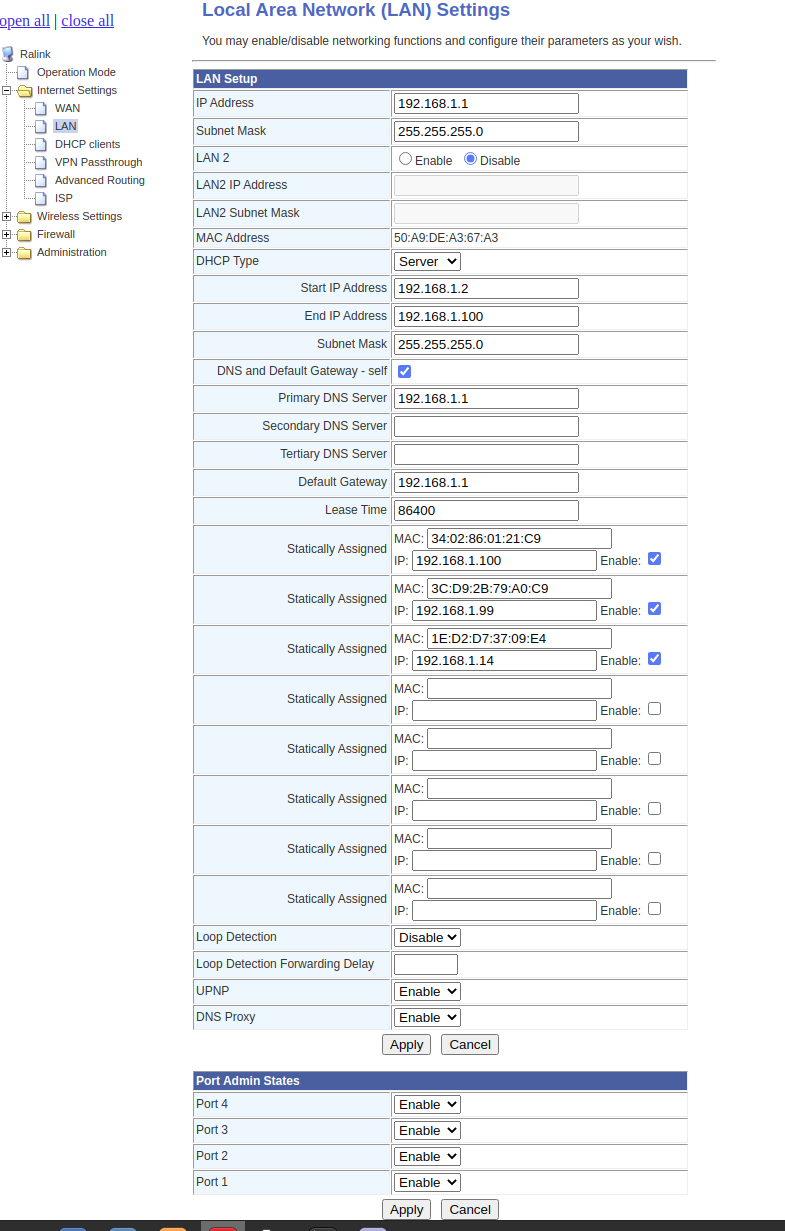 open all | close all
Ralink
Operation Mode
Internet Settings
WAN
LAN
DHCP clients
VPN Passthrough
Advanced Routing
ISP
Wireless Settings
Firewall
Administration
Local Area Network (LAN) Settings
You may enable/disable networking functions and configure their parameters as your wish.
LAN Setup
IP Address 192.168.1.1
Subnet Mask 255.255.255.0
LAN 2 Enable Disable
LAN2 IP Address
LAN2 Subnet Mask
MAC Address 50:A9:DE:A3:67:A3
DHCP Type Server
Start IP Address 192.168.1.2
End IP Address 192.168.1.100
Subnet Mask 255.255.255.0
DNS and Default Gateway - self
Primary DNS Server 192.168.1.1
Secondary DNS Server
Tertiary DNS Server
Default Gateway 192.168.1.1
Lease Time 86400
Statically Assigned
MAC: 34:02:86:01:21:C9
IP: 192.168.1.100 Enable:
Statically Assigned
MAC: 3C:D9:2B:79:A0:C9
IP: 192.168.1.99 Enable:
Statically Assigned
MAC: 1E:D2:D7:37:09:E4
IP: 192.168.1.14 Enable:
Statically Assigned
MAC:
IP: Enable:
Statically Assigned
MAC:
IP: Enable:
Statically Assigned
MAC:
IP: Enable:
Statically Assigned
MAC:
IP: Enable:
Statically Assigned
MAC:
IP: Enable:
Loop Detection Disable
Loop Detection Forwarding Delay
UPNP Enable
DNS Proxy Enable
Apply Cancel
Port Admin States
Port 4 Enable
Port 3 Enable
Port 2 Enable
Port 1 Enable
Apply Cancel